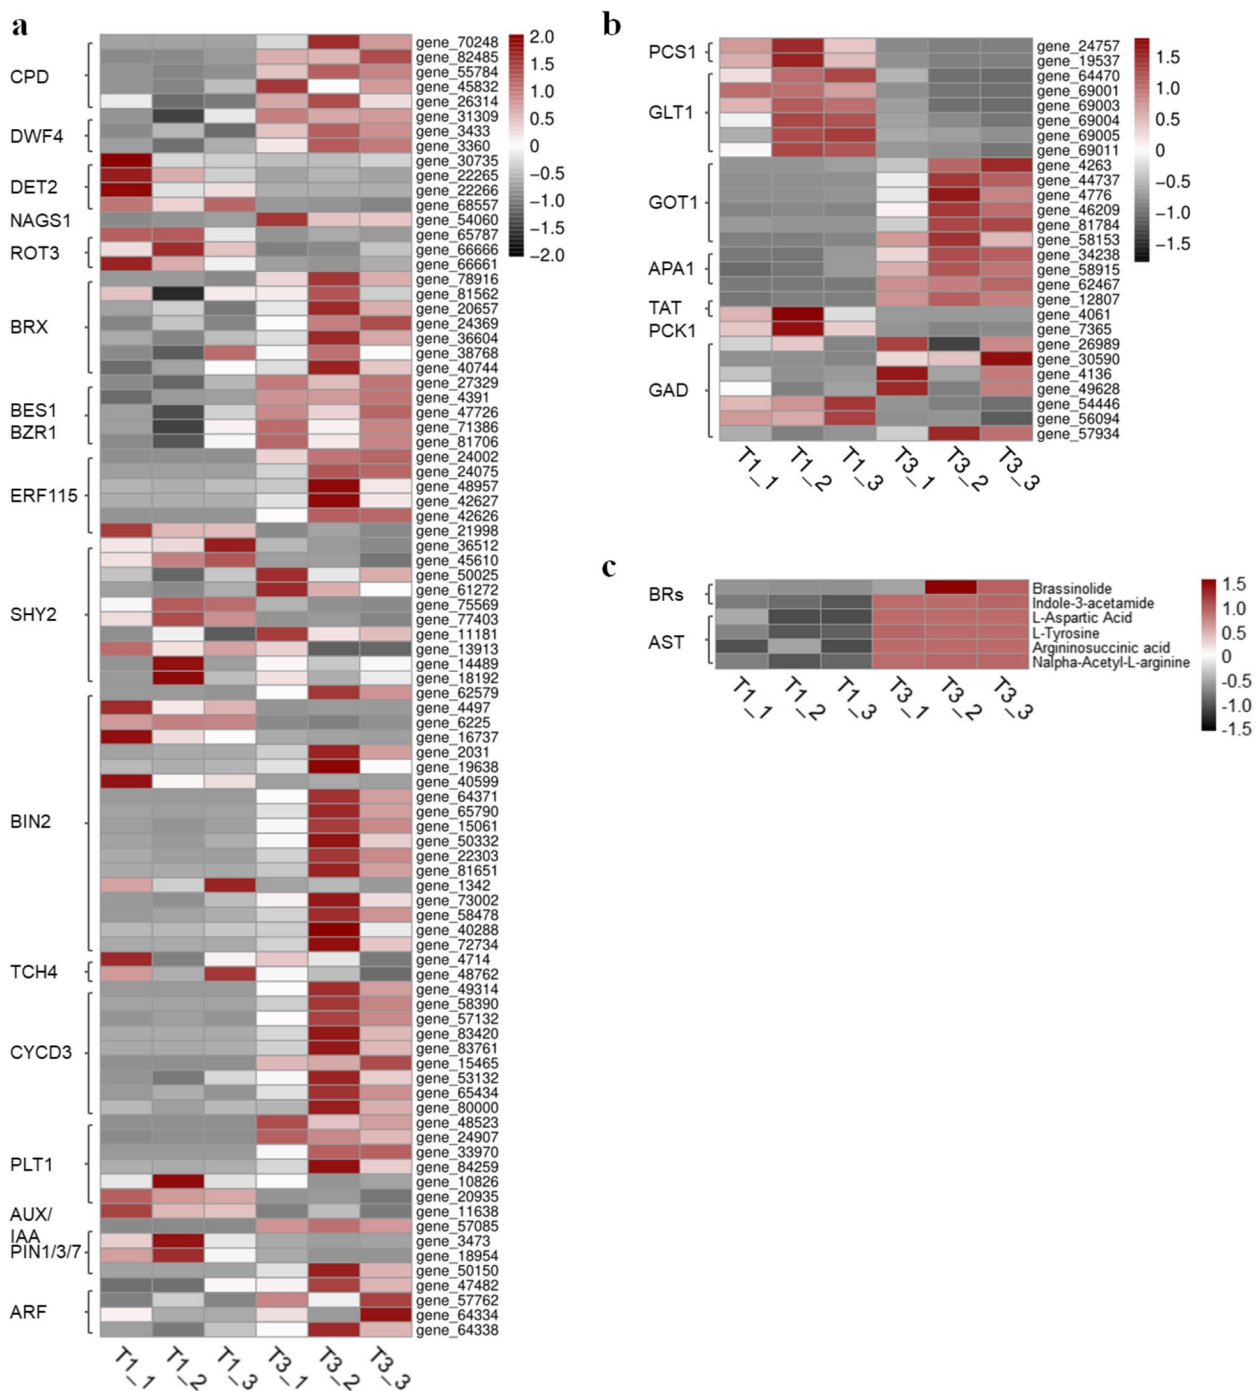 a
CPD
DWF4
DET2
NAGS1
ROT3
BRX
BES1
BZR1
ERF115
SHY2
BIN2
TCH4
CYCD3
PLT1
AUX/
IAA
PIN1/3/7
ARF
gene_70248
gene_82485
gene_55784
gene_45832
gene_26314
gene_31309
gene_3433
gene_3360
gene_30735
gene_22265
gene_22266
gene_68557
gene_54060
gene_65787
gene_66666
gene_66661
gene_78916
gene_81562
gene_20657
gene_24369
gene_36604
gene_38768
gene_40744
gene_27329
gene_4391
gene_47726
gene_71386
gene_81706
gene_24002
gene_24075
gene_48957
gene_42627
gene_42626
gene_21998
gene_36512
gene_45610
gene_50025
gene_61272
gene_75569
gene_77403
gene_11181
gene_13913
gene_14489
gene_18192
gene_62579
gene_4497
gene_6225
gene_16737
gene_2031
gene_19638
gene_40599
gene_64371
gene_65790
gene_15061
gene_50332
gene_22303
gene_81651
gene_1342
gene_73002
gene_58478
gene_40288
gene_72734
gene_4714
gene_48762
gene_49314
gene_58390
gene_57132
gene_83420
gene_83761
gene_15465
gene_53132
gene_65434
gene_80000
gene_48523
gene_24907
gene_33970
gene_84259
gene_10826
gene_20935
gene_11638
gene_57085
gene_3473
gene_18954
gene_50150
gene_47482
gene_57762
gene_64334
gene_64338
T1_1
T1_2
T1_3
T3_1
T3_2
T3_3
2.0
1.5
1.0
0.5
0
−0.5
−1.0
−1.5
−2.0
b
PCS1
GLT1
GOT1
APA1
TAT
PCK1
GAD
gene_24757
gene_19537
gene_64470
gene_69001
gene_69003
gene_69004
gene_69005
gene_69011
gene_4263
gene_44737
gene_4776
gene_46209
gene_81784
gene_58153
gene_34238
gene_58915
gene_62467
gene_12807
gene_4061
gene_7365
gene_26989
gene_30590
gene_4136
gene_49628
gene_54446
gene_56094
gene_57934
T1_1
T1_2
T1_3
T3_1
T3_2
T3_3
1.5
1.0
0.5
0
−0.5
−1.0
−1.5
c
BRs
AST
Brassinolide
Indole-3-acetamide
L-Aspartic Acid
L-Tyrosine
Argininosuccinic acid
Nalpha-Acetyl-L-arginine
T1_1
T1_2
T1_3
T3_1
T3_2
T3_3
1.5
1.0
0.5
0
-0.5
-1.0
-1.5